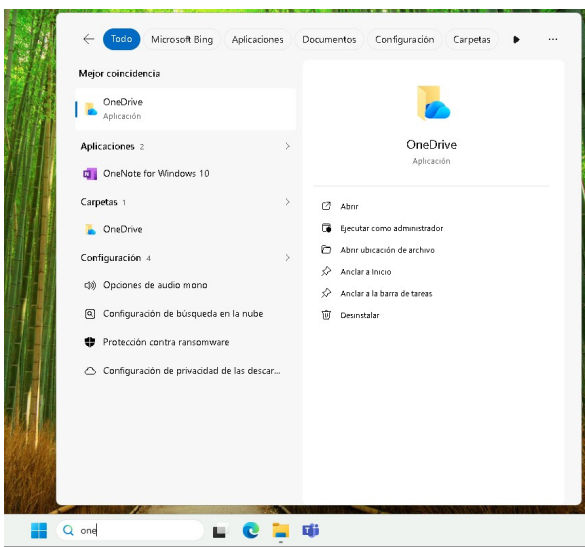 Todo Microsoft Bing Aplicaciones Documentos Configuración Carpetas
Mejor coincidencia
OneDrive
Aplicación
Aplicaciones 2
OneNote for Windows 10
Carpetas 1
OneDrive
Configuración 4
Opciones de audio mono
Configuración de búsqueda en la nube
Protección contra ransomware
Configuración de privacidad de las descar...
OneDrive
Aplicación
Abrir
Ejecutar como administrador
Abrir ubicación de archivo
Anclar a Inicio
Anclar a la barra de tareas
Desinstalar
one